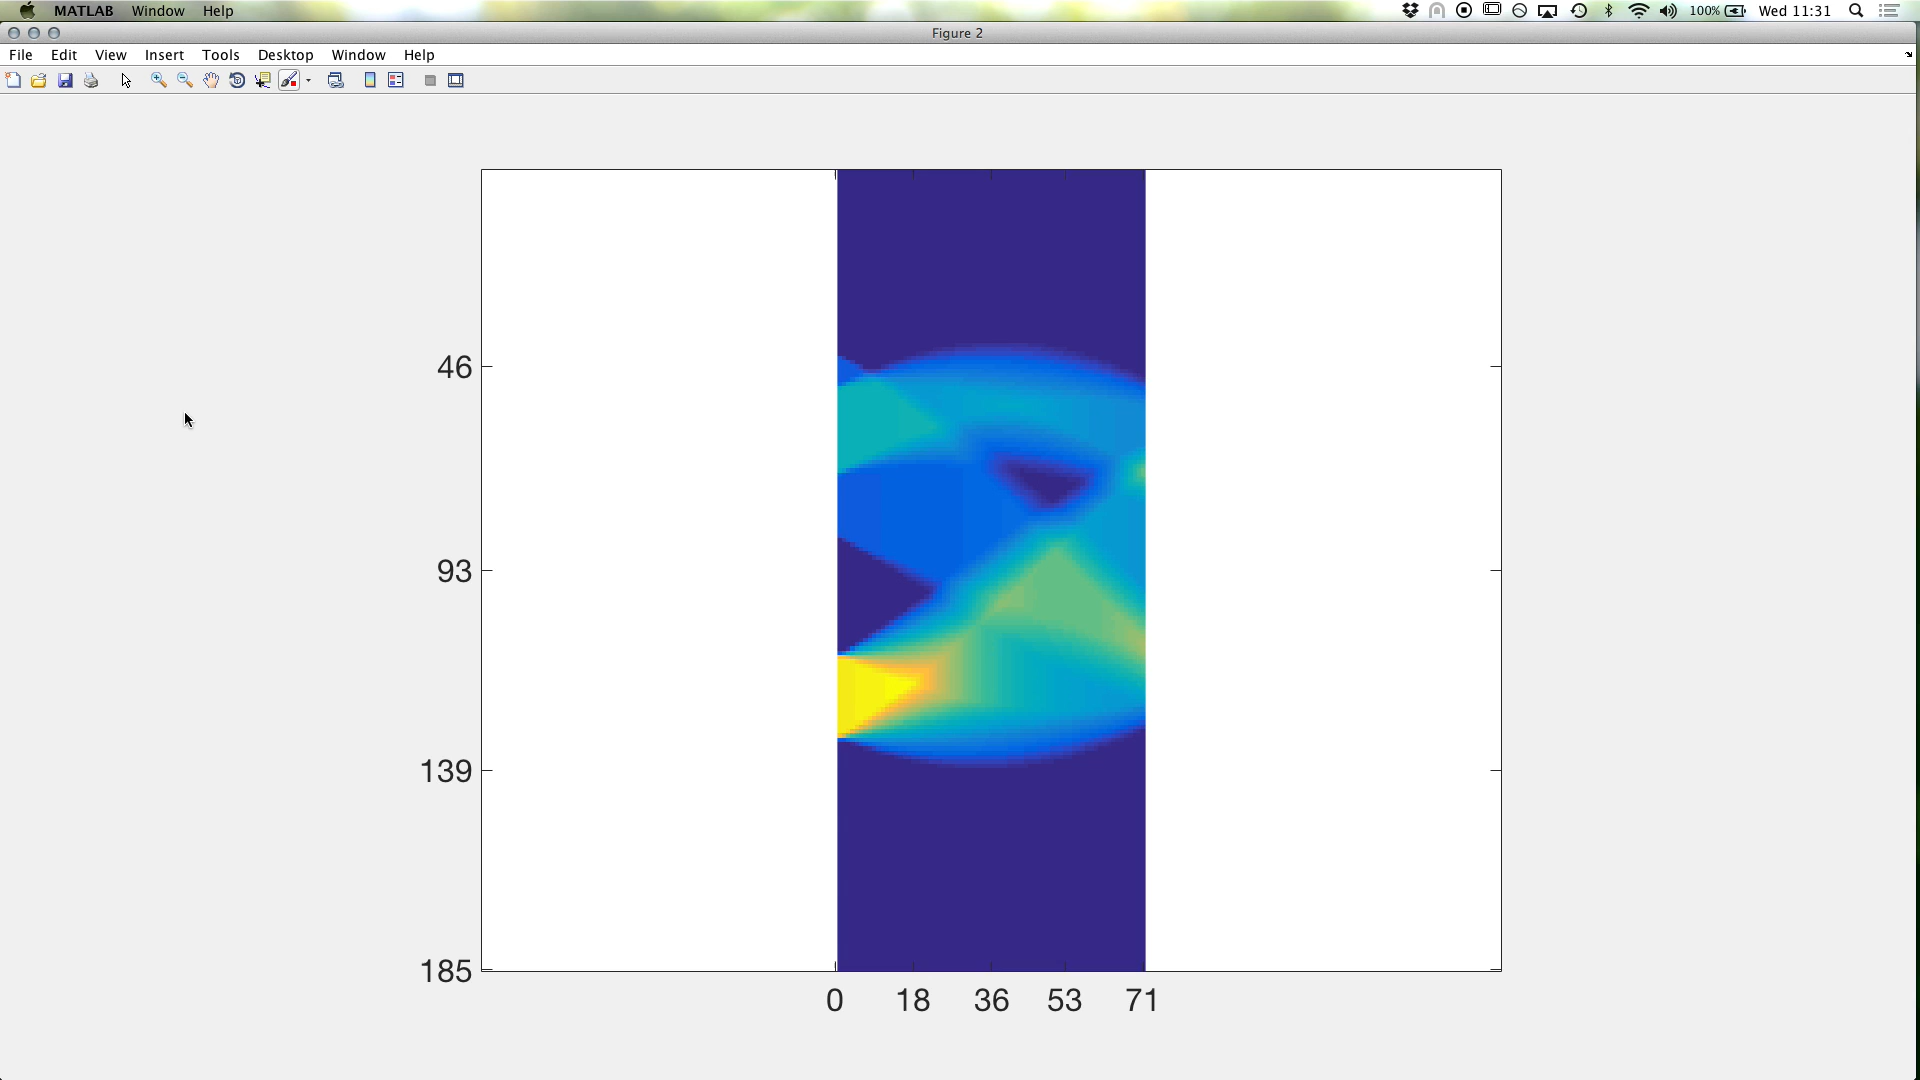 MATLAB Window Help 100% Wed 11:31
Figure 2
File Edit View Insert Tools Desktop Window Help
46
93
139
185
0 18 36 53 71